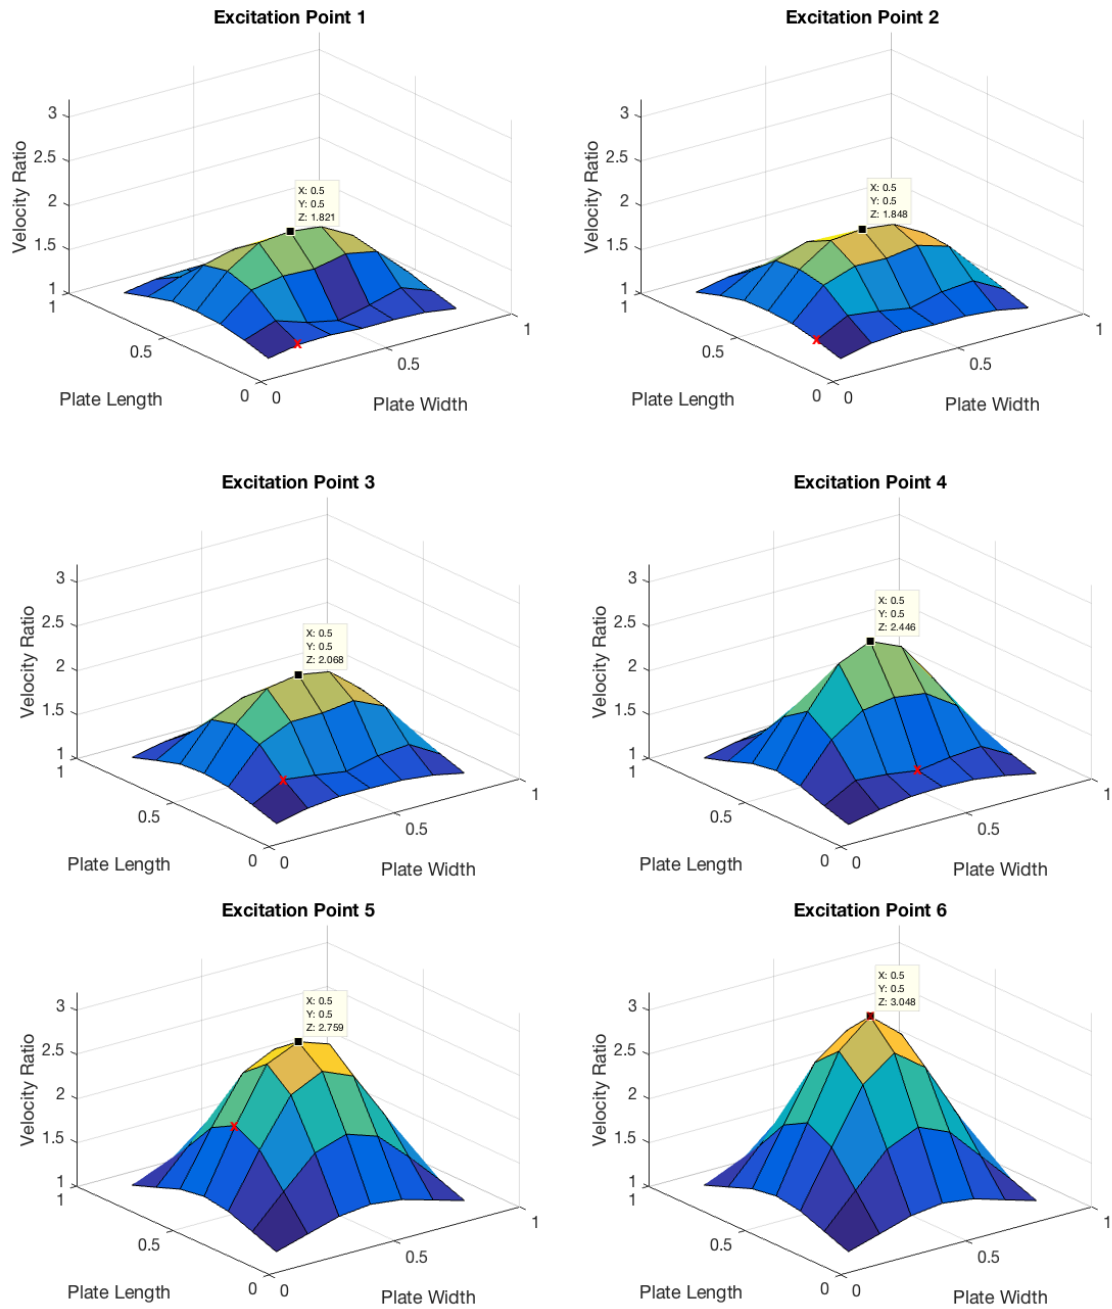 Excitation Point 1
3
2.5
2
1.5
1
Velocity Ratio
X: 0.5
Y: 0.5
Z: 1.821
1
0.5
0
Plate Length
0
0.5
1
Plate Width
x
Excitation Point 2
3
2.5
2
1.5
1
Velocity Ratio
X: 0.5
Y: 0.5
Z: 1.848
1
0.5
0
Plate Length
0
0.5
1
Plate Width
x
Excitation Point 3
3
2.5
2
1.5
1
Velocity Ratio
X: 0.5
Y: 0.5
Z: 2.068
1
0.5
0
Plate Length
0
0.5
1
Plate Width
x
Excitation Point 4
3
2.5
2
1.5
1
Velocity Ratio
X: 0.5
Y: 0.5
Z: 2.446
1
0.5
0
Plate Length
0
0.5
1
Plate Width
x
Excitation Point 5
3
2.5
2
1.5
1
Velocity Ratio
X: 0.5
Y: 0.5
Z: 2.759
1
0.5
0
Plate Length
0
0.5
1
Plate Width
x
Excitation Point 6
3
2.5
2
1.5
1
Velocity Ratio
X: 0.5
Y: 0.5
Z: 3.048
1
0.5
0
Plate Length
0
0.5
1
Plate Width